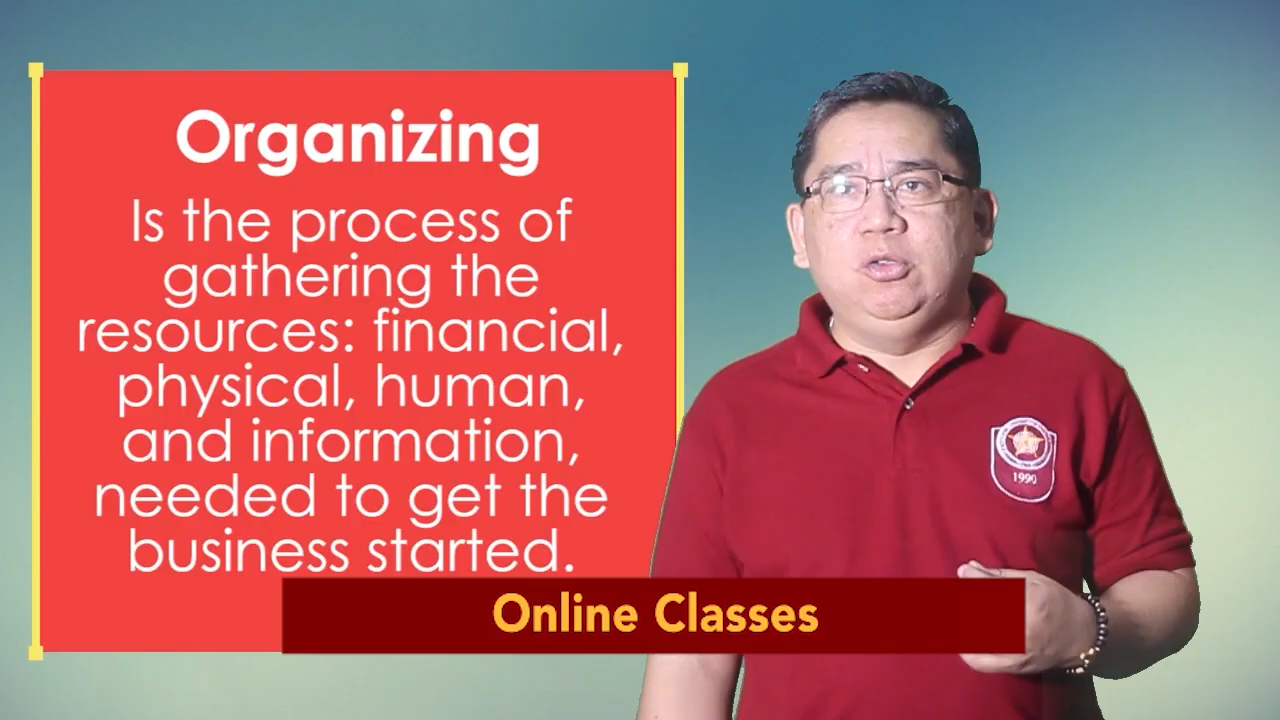 Organizing
Is the process of
gathering the
resources: financial,
physical, human,
and information,
needed to get the
business started.
1990
Online Classes